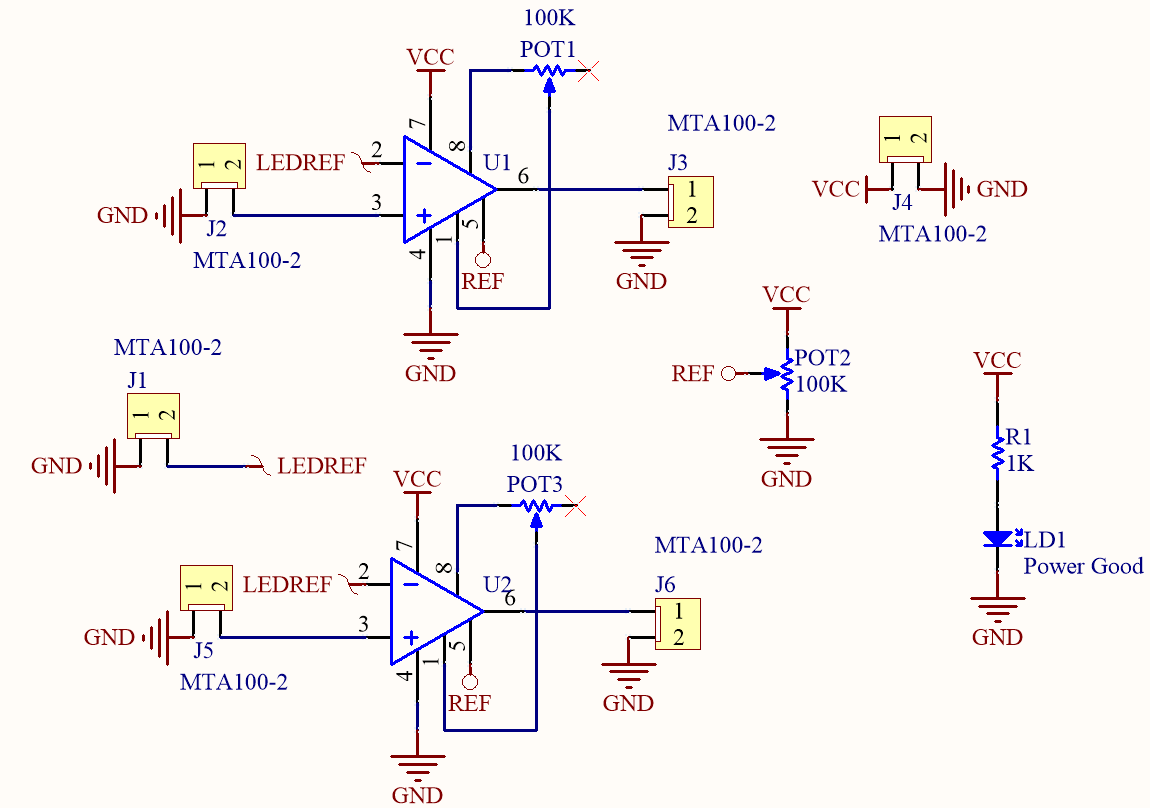 100K
POT1
VCC
7
8
LEDREF
2
U1
MTA100-2
J3
1
2
6
1 2
GND
J2
MTA100-2
3
4
1
5
REF
GND
GND
1 2
VCC
J4
GND
MTA100-2
VCC
REF
POT2
100K
GND
VCC
R1
1K
LD1
Power Good
GND
MTA100-2
J1
1 2
GND
LEDREF
100K
POT3
VCC
7
8
LEDREF
2
U2
6
MTA100-2
J6
1
2
GND
1 2
GND
J5
MTA100-2
3
4
1
5
REF
GND